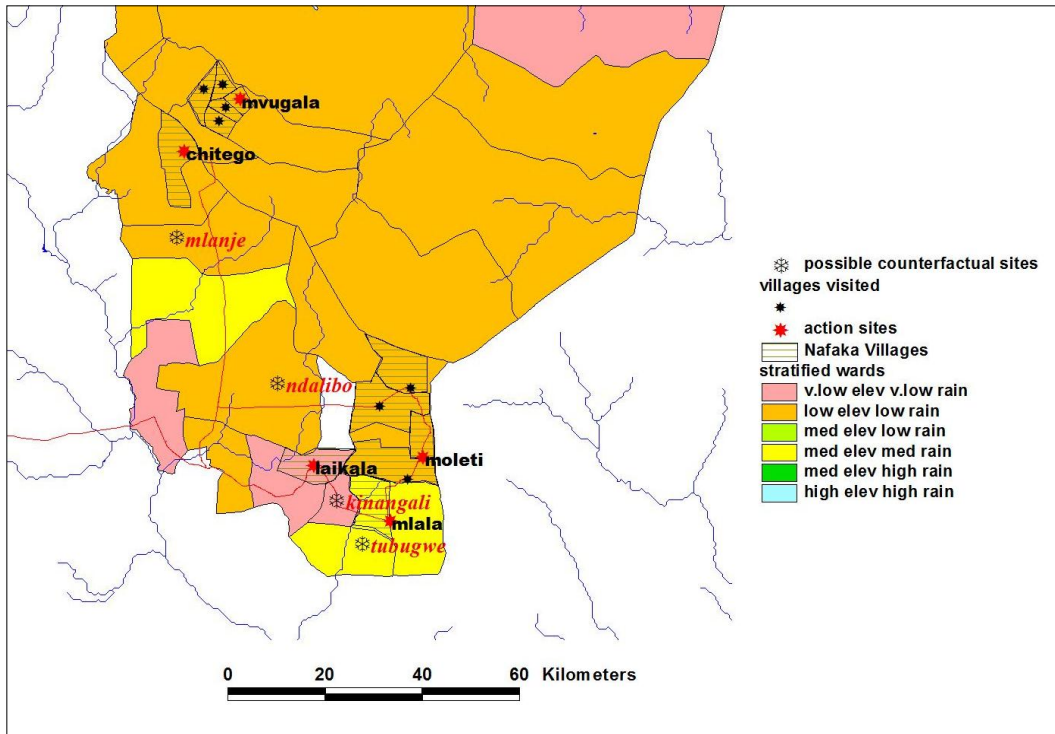 mvugala
chitego
mlanje
ndalibo
moleti
laikala
kinangali
mlala
tubugwe
possible counterfactual sites
villages visited
action sites
Nafaka Villages
stratified wards
v.low elev v.low rain
low elev low rain
med elev low rain
med elev med rain
med elev high rain
high elev high rain
0 20 40 60 Kilometers